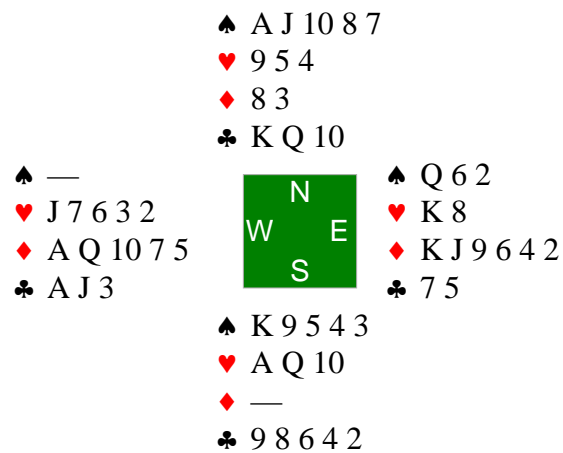 ♠ A J 10 8 7
♥ 9 5 4
♦ 8 3
♣ K Q 10
♠ —
♥ J 7 6 3 2
♦ A Q 10 7 5
♣ A J 3
N
W E
S
♠ Q 6 2
♥ K 8
♦ K J 9 6 4 2
♣ 7 5
♠ K 9 5 4 3
♥ A Q 10
♦ —
♣ 9 8 6 4 2